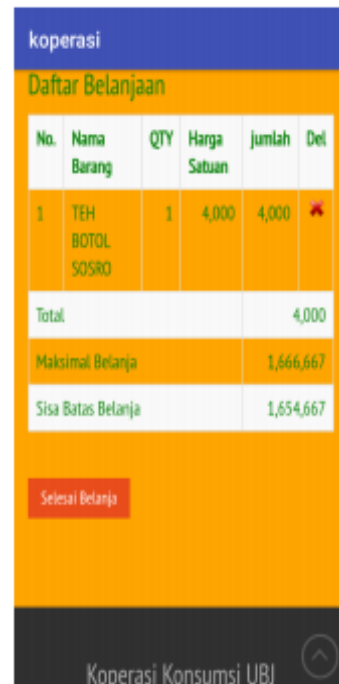 koperasi
Daftar Belanjaan
No. Nama Barang QTY Harga Satuan jumlah Del
1 TEH BOTOL SOSRO 1 4,000 4,000
Total 4,000
Maksimal Belanja 1,666,667
Sisa Batas Belanja 1,654,667
Selesai Belanja
Koperasi Konsumsi UBJ